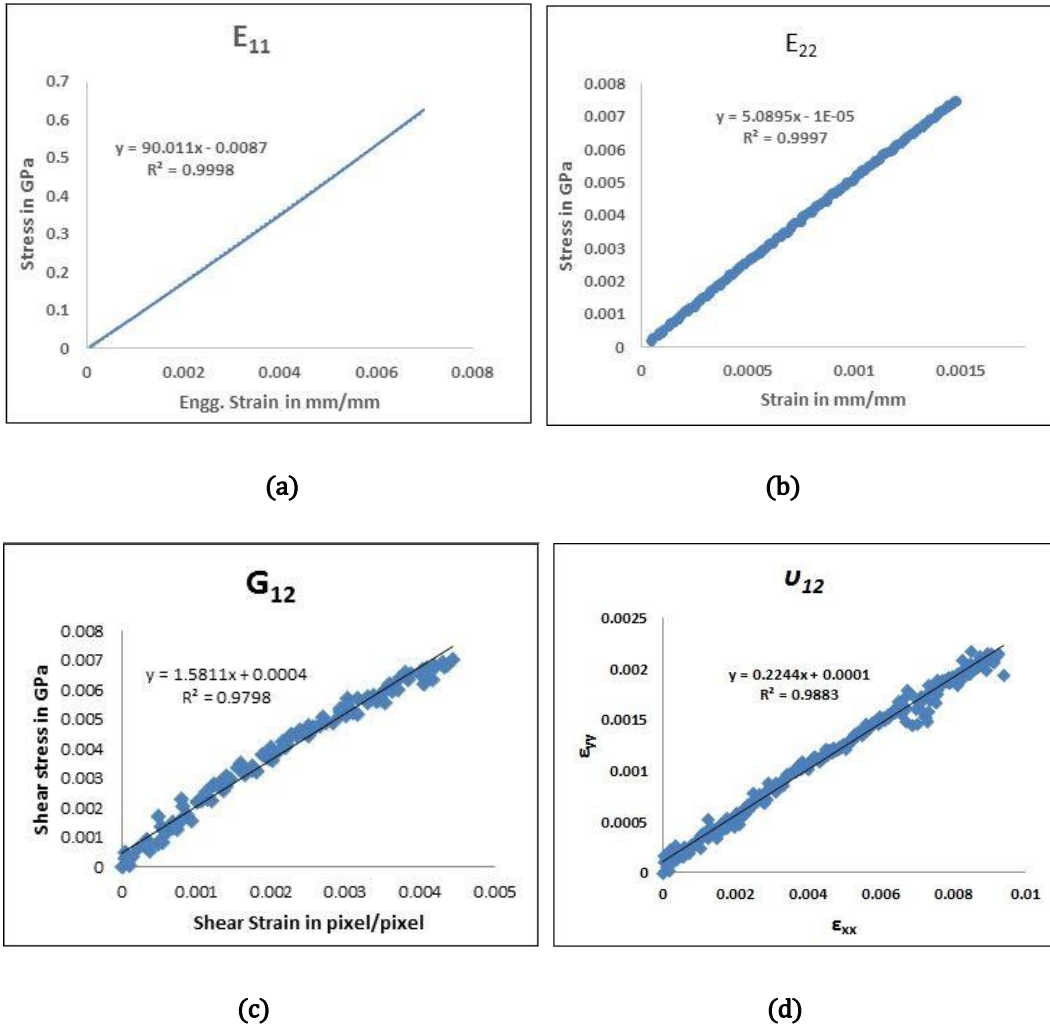 E₁₁
0.7
0.6
0.5
0.4
0.3
0.2
0.1
0
Stress in GPa
y = 90.011x - 0.0087
R² = 0.9998
0 0.002 0.004 0.006 0.008
Engg. Strain in mm/mm
(a)
E₂₂
0.008
0.007
0.006
0.005
0.004
0.003
0.002
0.001
0
Stress in GPa
y = 5.0895x - 1E-05
R² = 0.9997
0 0.0005 0.001 0.0015
Strain in mm/mm
(b)
G₁₂
0.008
0.007
0.006
0.005
0.004
0.003
0.002
0.001
0
Shear stress in GPa
y = 1.5811x + 0.0004
R² = 0.9798
0 0.001 0.002 0.003 0.004 0.005
Shear Strain in pixel/pixel
(c)
υ₁₂
0.0025
0.002
0.0015
0.001
0.0005
0
εyy
y = 0.2244x + 0.0001
R² = 0.9883
0 0.002 0.004 0.006 0.008 0.01
εxx
(d)